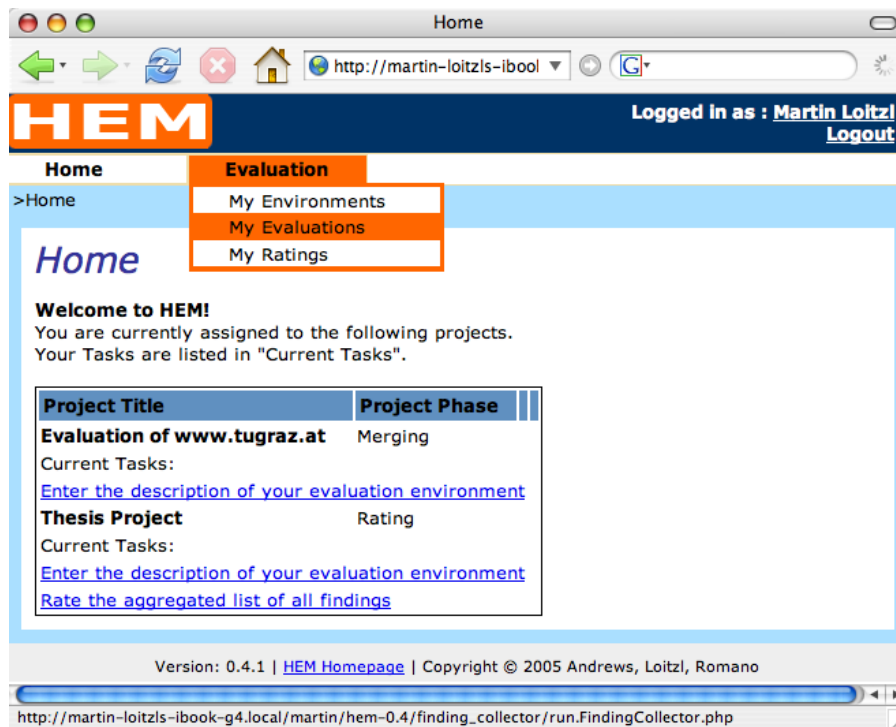 Home
http://martin-loitzls-ibool
G
HEM
Logged in as : Martin Loitzl
Logout
Home Evaluation
>Home
My Environments
My Evaluations
My Ratings
Home
Welcome to HEM!
You are currently assigned to the following projects.
Your Tasks are listed in "Current Tasks".
Project Title Project Phase
Evaluation of www.tugraz.at Merging
Current Tasks:
Enter the description of your evaluation environment
Thesis Project Rating
Current Tasks:
Enter the description of your evaluation environment
Rate the aggregated list of all findings
Version: 0.4.1 | HEM Homepage | Copyright © 2005 Andrews, Loitzl, Romano
http://martin-loitzls-ibook-g4.local/martin/hem-0.4/finding_collector/run.FindingCollector.php